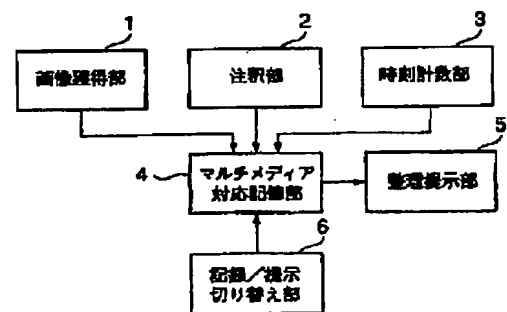 1
画像獲得部
2
注釈部
3
時刻計数部
4
マルチメディア
対応記憶部
5
整理提示部
6
記録/提示
切り替え部